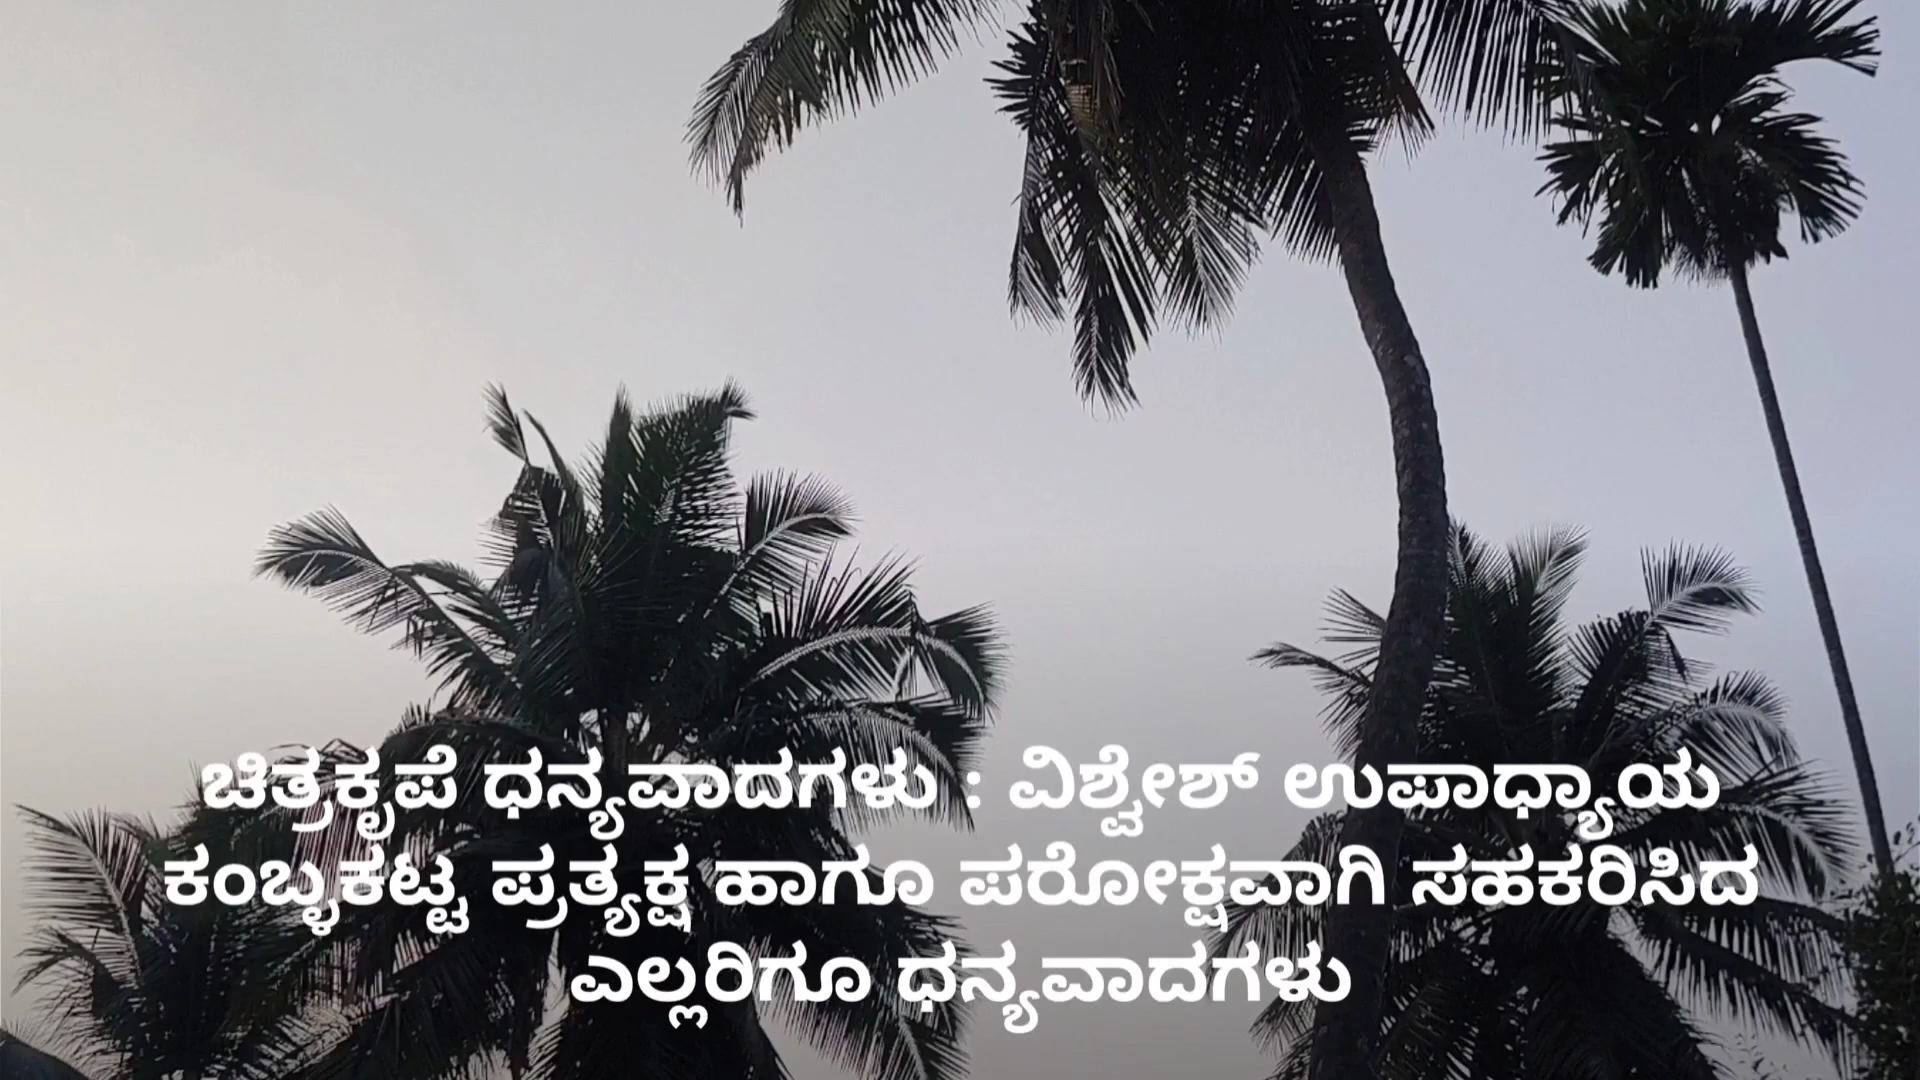 ಚಿತ್ರಕೃಪೆ ಧನ್ಯವಾದಗಳು : ವಿಶ್ವೇಶ್ ಉಪಾಧ್ಯಾಯ
ಕಂಬ್ಳಕಟ್ಟ ಪ್ರತ್ಯಕ್ಷ ಹಾಗೂ ಪರೋಕ್ಷವಾಗಿ ಸಹಕರಿಸಿದ
ಎಲ್ಲರಿಗೂ ಧನ್ಯವಾದಗಳು